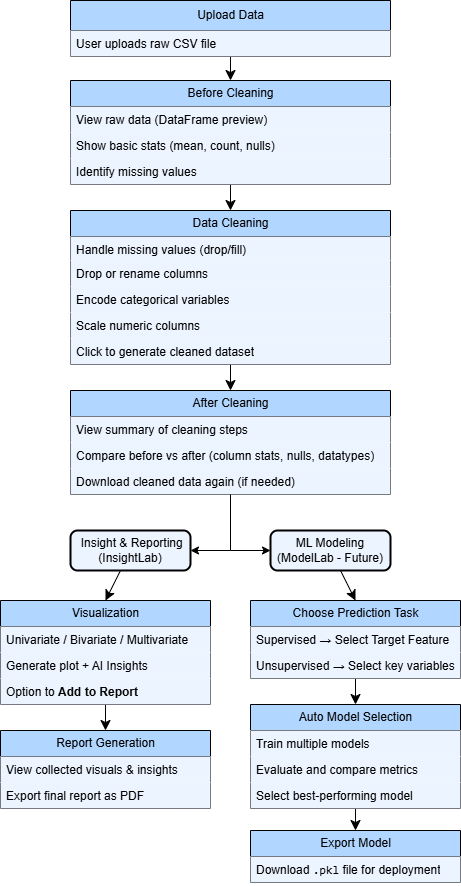 Upload Data
User uploads raw CSV file
Before Cleaning
View raw data (DataFrame preview)
Show basic stats (mean, count, nulls)
Identify missing values
Data Cleaning
Handle missing values (drop/fill)
Drop or rename columns
Encode categorical variables
Scale numeric columns
Click to generate cleaned dataset
After Cleaning
View summary of cleaning steps
Compare before vs after (column stats, nulls, datatypes)
Download cleaned data again (if needed)
Insight & Reporting
(InsightLab)
ML Modeling
(ModelLab - Future)
Visualization
Univariate / Bivariate / Multivariate
Generate plot + AI Insights
Option to Add to Report
Report Generation
View collected visuals & insights
Export final report as PDF
Choose Prediction Task
Supervised → Select Target Feature
Unsupervised → Select key variables
Auto Model Selection
Train multiple models
Evaluate and compare metrics
Select best-performing model
Export Model
Download .pkl file for deployment